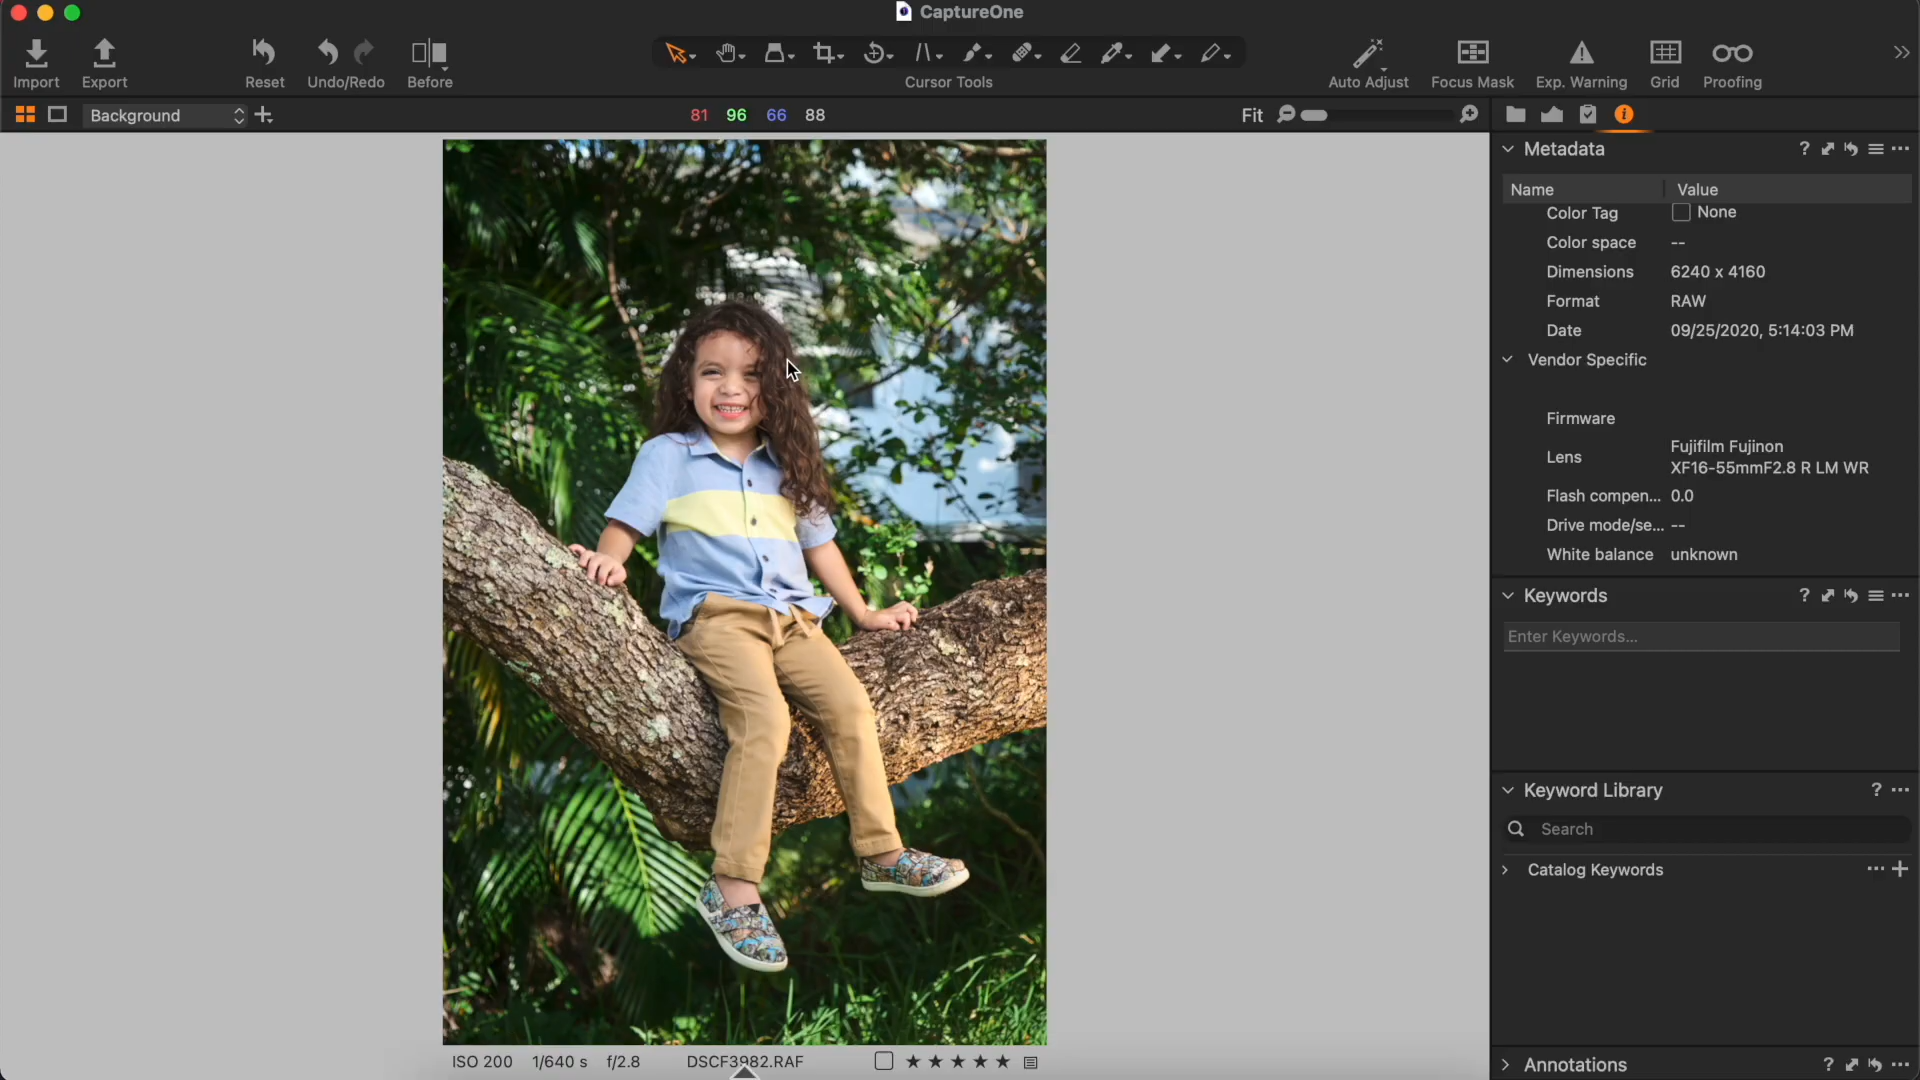 CaptureOne
Import Export Reset Undo/Redo Before Cursor Tools Auto Adjust Focus Mask Exp. Warning Grid Proofing
Background 81 96 66 88 Fit
Metadata
Name Value
Color Tag None
Color space --
Dimensions 6240 x 4160
Format RAW
Date 09/25/2020, 5:14:03 PM
Vendor Specific
Firmware
Lens Fujifilm Fujinon
XF16-55mmF2.8 R LM WR
Flash compen... 0.0
Drive mode/se... --
White balance unknown
Keywords
Enter Keywords...
Keyword Library
Search
Catalog Keywords
Annotations
ISO 200 1/640 s f/2.8 DSCF3982.RAF